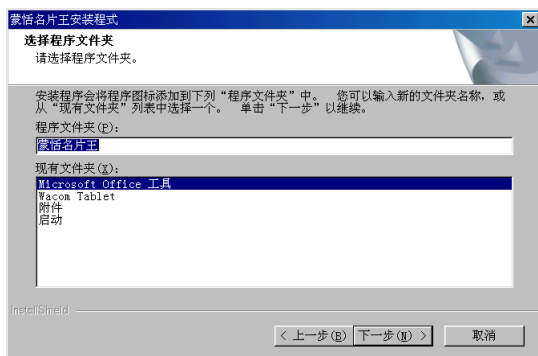 蒙恬名片王安装程式
选择程序文件夹
请选择程序文件夹。
安装程序会将程序图标添加到下列“程序文件夹”中。 您可以输入新的文件夹名称，或
从“现有文件夹”列表中选择一个。 单击“下一步”以继续。
程序文件夹(P)：
蒙恬名片王
现有文件夹(X)：
Microsoft Office 工具
Wacom Tablet
附件
启动
InstallShield
< 上一步(B) 下一步(N) > 取消